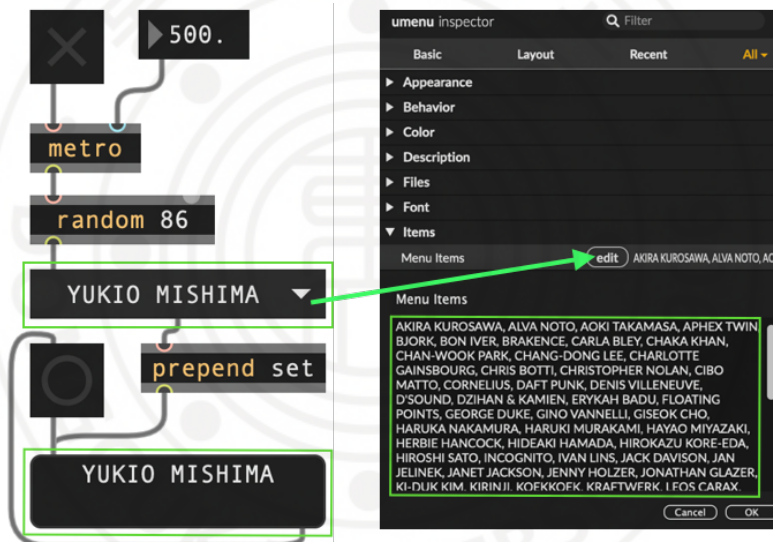 500.
metro
random 86
YUKIO MISHIMA
prepend set
YUKIO MISHIMA
umenu inspector
Filter
Basic Layout Recent All
Appearance
Behavior
Color
Description
Files
Font
Items
Menu Items edit AKIRA KUROSAWA, ALVA NOTO, AO
Menu Items
AKIRA KUROSAWA, ALVA NOTO, AOKI TAKAMASA, APHEX TWIN,
BJORK, BON IVER, BRAKENCE, CARLA BLEY, CHAKA KHAN,
CHAN-WOOK PARK, CHANG-DONG LEE, CHARLOTTE
GAINSBOURG, CHRIS BOTTI, CHRISTOPHER NOLAN, CIBO
MATTO, CORNELIUS, DAFT PUNK, DENIS VILLENEUVE,
D'SOUND, DZIHAN & KAMIEN, ERYKAH BADU, FLOATING
POINTS, GEORGE DUKE, GINO VANNELLI, GISEOK CHO,
HARUKA NAKAMURA, HARUKI MURAKAMI, HAYAO MIYAZAKI,
HERBIE HANCOCK, HIDEAKI HAMADA, HIROKAZU KORE-EDA,
HIROSHI SATO, INCOGNITO, IVAN LINS, JACK DAVISON, JAN
JELINEK, JANET JACKSON, JENNY HOLZER, JONATHAN GLAZER,
KI-DUK KIM, KIRINJI, KOEKKOEK, KRAFTWERK, LEOS CARAX,
Cancel OK